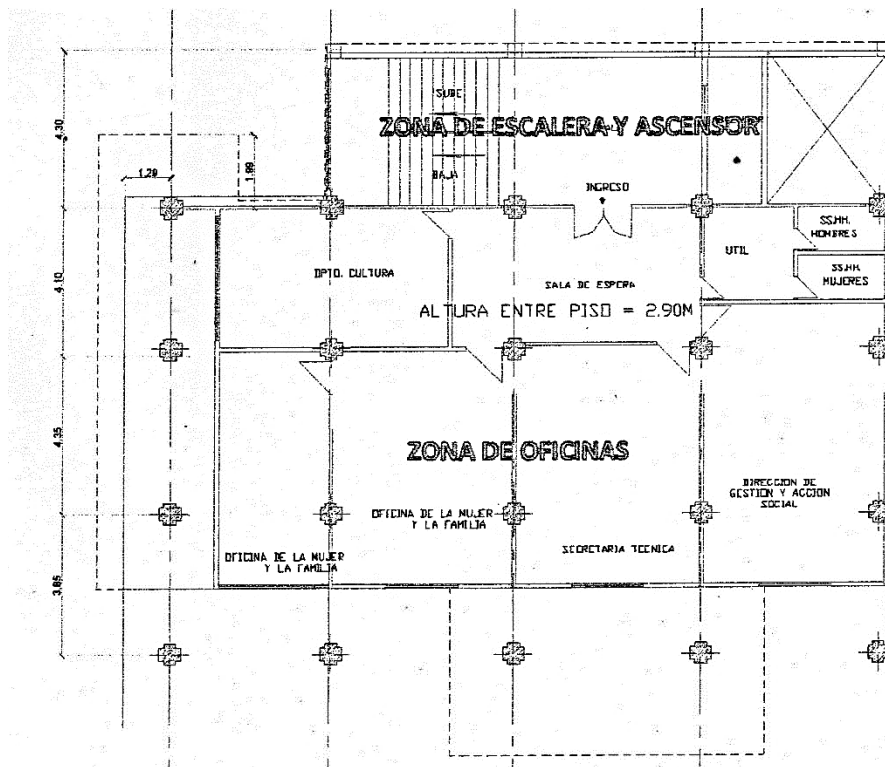 4.30
SUBE
ZONA DE ESCALERA Y ASCENSOR
BAJA
1.20
1.99
INGRESO
SS.HH.
HOMBRES
UTIL
SS.HH.
MUJERES
DPTO. CULTURA
SALA DE ESPERA
4.10
ALTURA ENTRE PISO = 2.90M
ZONA DE OFICINAS
4.35
DIRECCION DE
GESTION Y ACCION
SOCIAL
OFICINA DE LA MUJER
Y LA FAMILIA
SECRETARIA TECNICA
OFICINA DE LA MUJER
Y LA FAMILIA
3.85